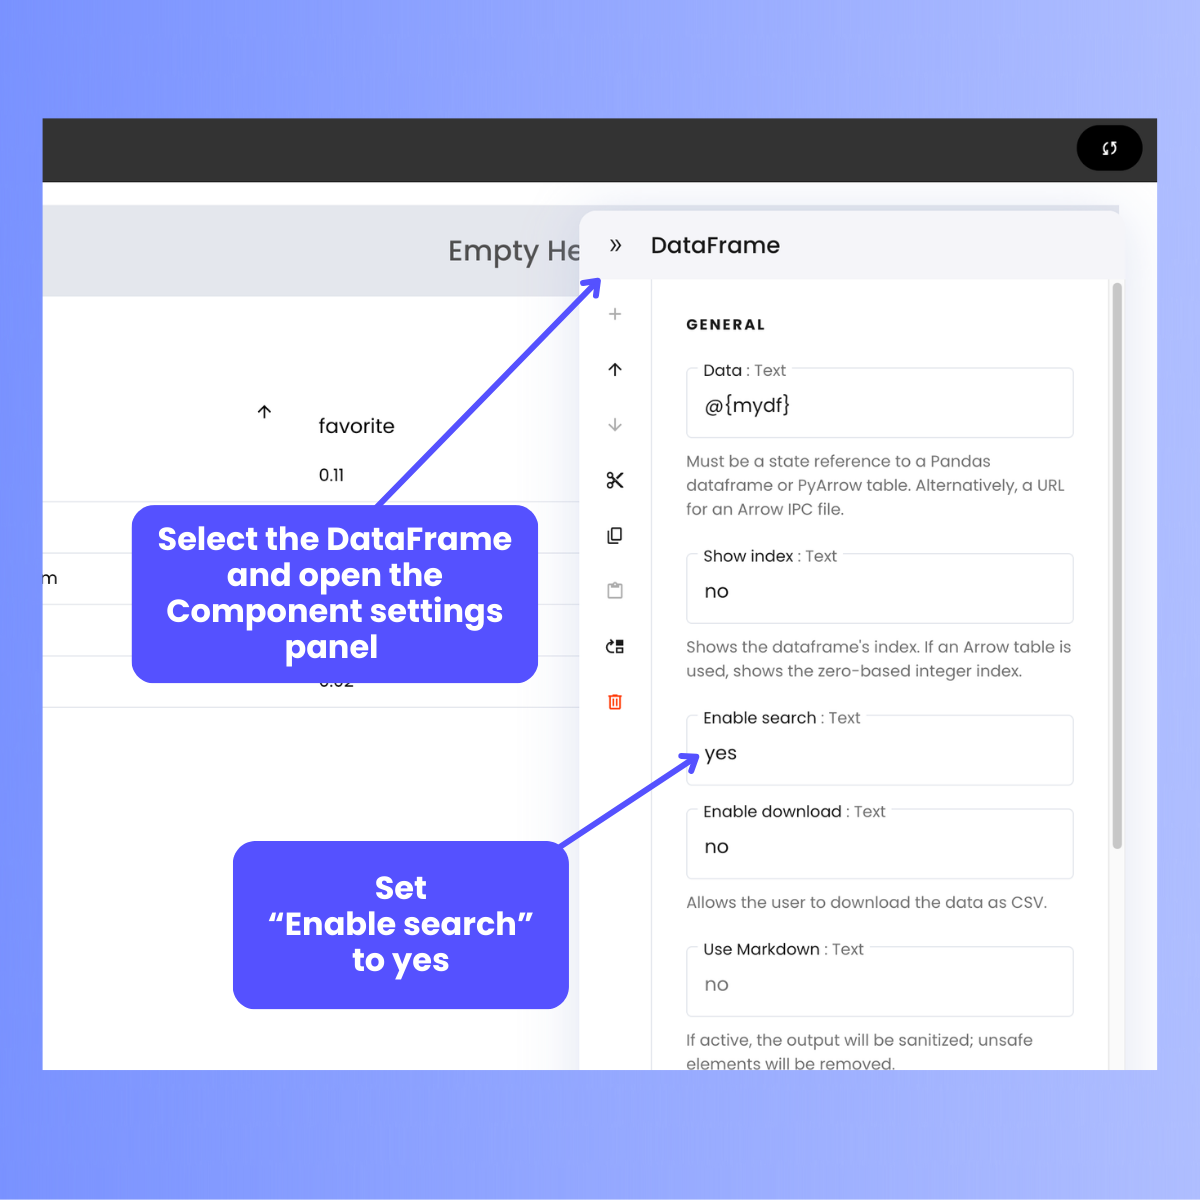 Empty He
DataFrame
GENERAL
Data : Text
@{mydf}
Must be a state reference to a Pandas
dataframe or PyArrow table. Alternatively, a URL
for an Arrow IPC file.
Show index : Text
no
Shows the dataframe's index. If an Arrow table is
used, shows the zero-based integer index.
Enable search : Text
yes
Enable download : Text
no
Allows the user to download the data as CSV.
Use Markdown : Text
no
If active, the output will be sanitized; unsafe
elements will be removed.
favorite
0.11
m
Select the DataFrame
and open the
Component settings
panel
0.02
Set
“Enable search”
to yes